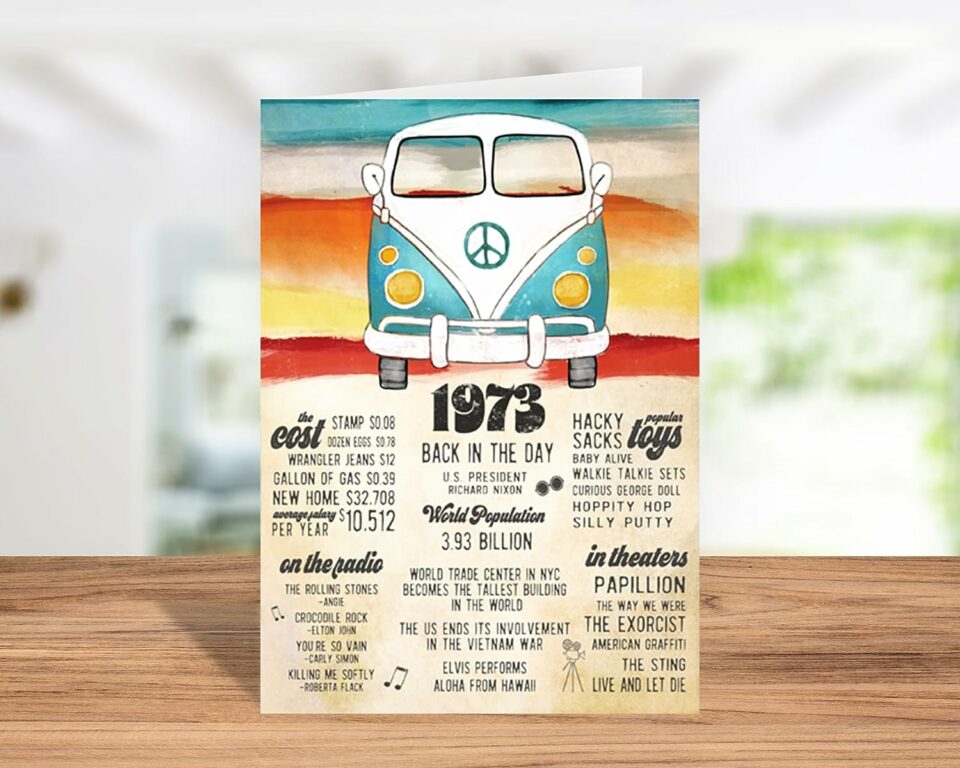 1973
BACK IN THE DAY
U.S. PRESIDENT
RICHARD NIXON
World Population
3.93 BILLION
WORLD TRADE CENTER IN NYC
BECOMES THE TALLEST BUILDING
IN THE WORLD
THE US ENDS ITS INVOLVEMENT
IN THE VIETNAM WAR
ELVIS PERFORMS
ALOHA FROM HAWAII
the cost
STAMP $0.08
DOZEN EGGS $0.78
WRANGLER JEANS $12
GALLON OF GAS $0.39
NEW HOME $32.708
average salary
PER YEAR $10.512
on the radio
THE ROLLING STONES
-ANGIE
CROCODILE ROCK
-ELTON JOHN
YOU'RE SO VAIN
-CARLY SIMON
KILLING ME SOFTLY
-ROBERTA FLACK
popular toys
HACKY
SACKS
BABY ALIVE
WALKIE TALKIE SETS
CURIOUS GEORGE DOLL
HOPPITY HOP
SILLY PUTTY
in theaters
PAPILLION
THE WAY WE WERE
THE EXORCIST
AMERICAN GRAFFITI
THE STING
LIVE AND LET DIE